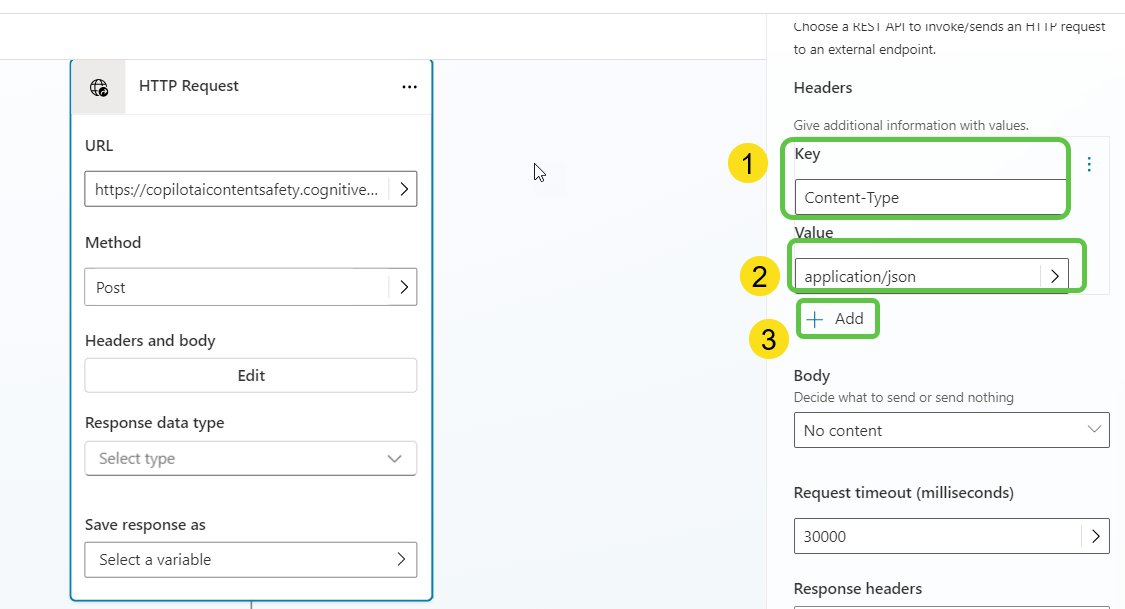 HTTP Request
URL
https://copilotaicontentsafety.cognitive...
Method
Post
Headers and body
Edit
Response data type
Select type
Save response as
Select a variable
Choose a REST API to invoke/sends an HTTP request
to an external endpoint.
Headers
Give additional information with values.
1
Key
Content-Type
Value
2
application/json
3
Add
Body
Decide what to send or send nothing
No content
Request timeout (milliseconds)
30000
Response headers